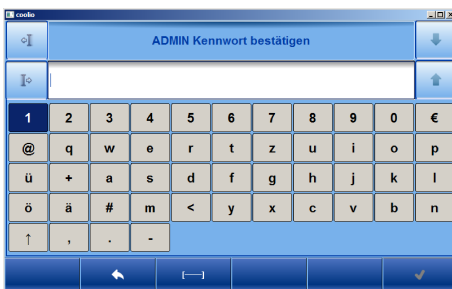 coolio
ADMIN Kennwort bestätigen
1 2 3 4 5 6 7 8 9 0 €
@ q w e r t z u i o p
ü + a s d f g h j k l
ö ä # m < y x c v b n
↑ , . -